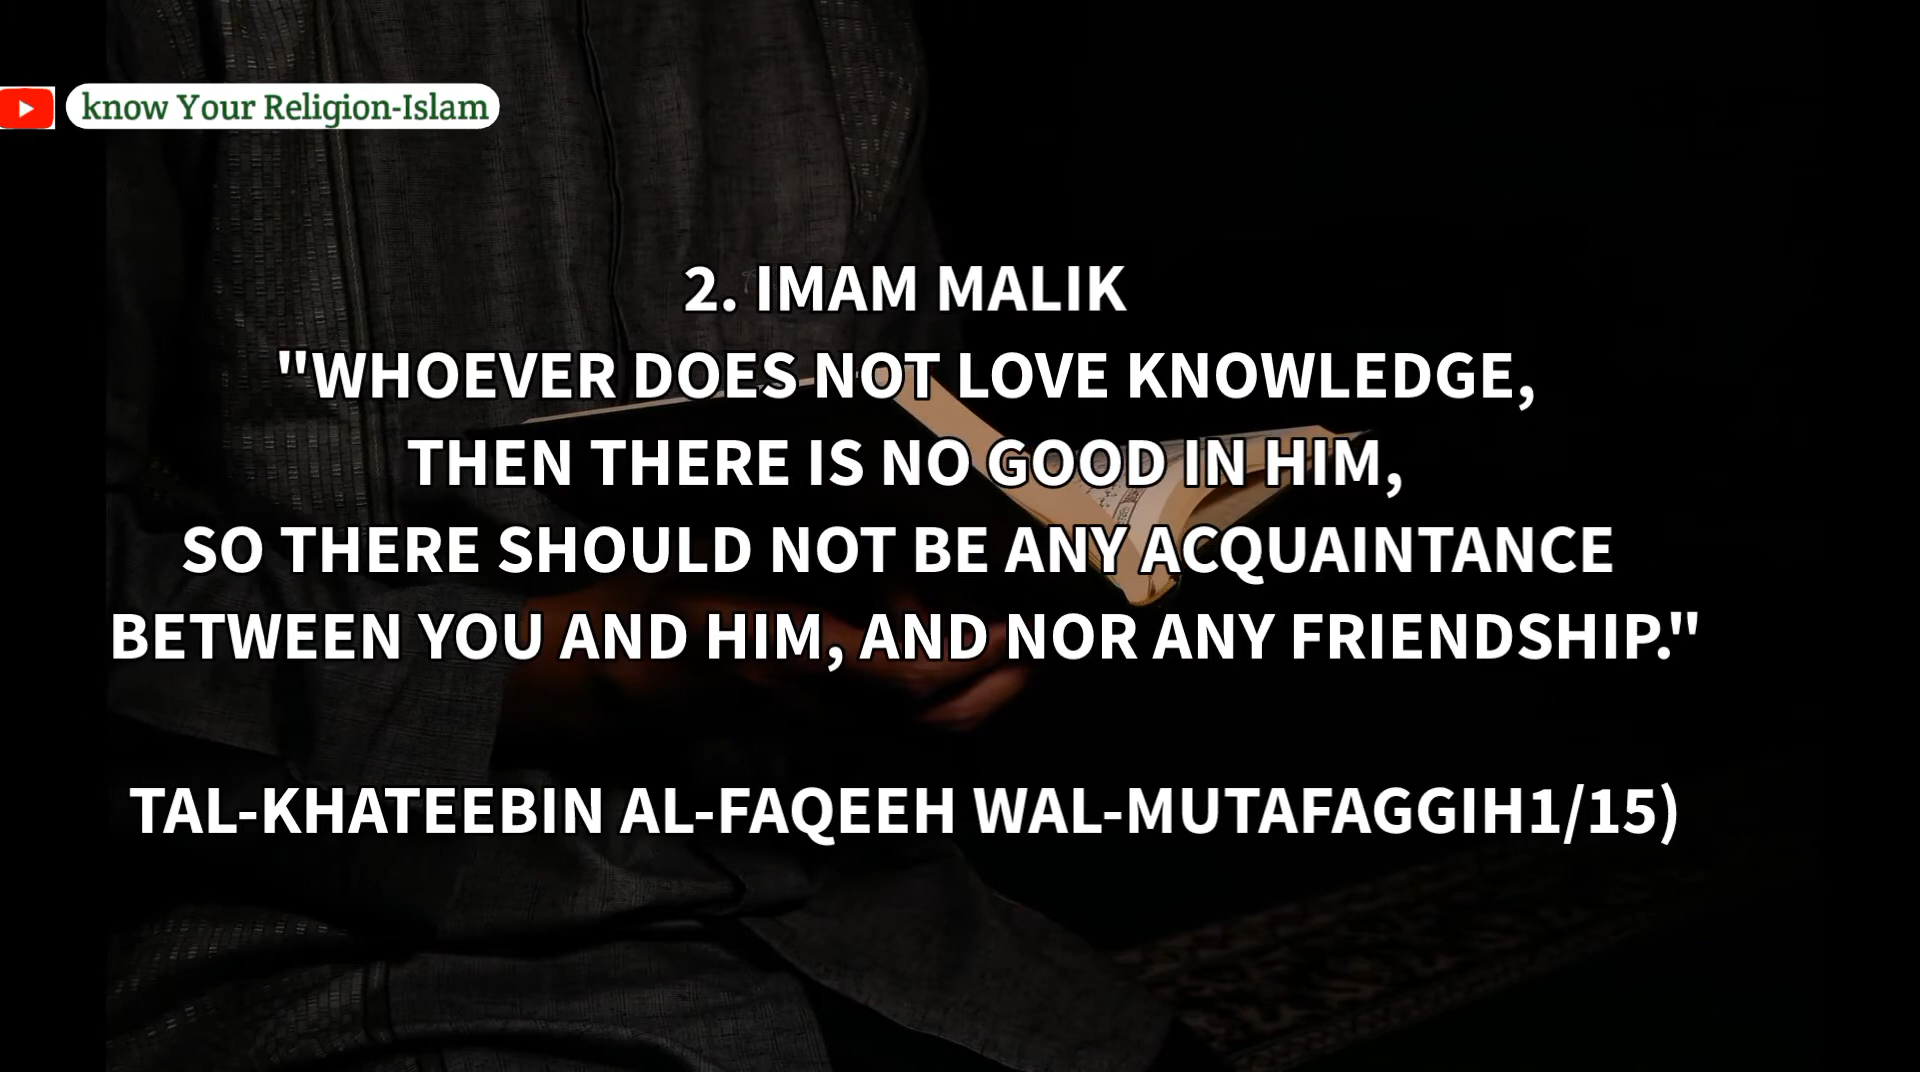 know Your Religion-Islam
2. IMAM MALIK
"WHOEVER DOES NOT LOVE KNOWLEDGE,
THEN THERE IS NO GOOD IN HIM,
SO THERE SHOULD NOT BE ANY ACQUAINTANCE
BETWEEN YOU AND HIM, AND NOR ANY FRIENDSHIP."
TAL-KHATEEBIN AL-FAQEEH WAL-MUTAFAGGIH1/15)